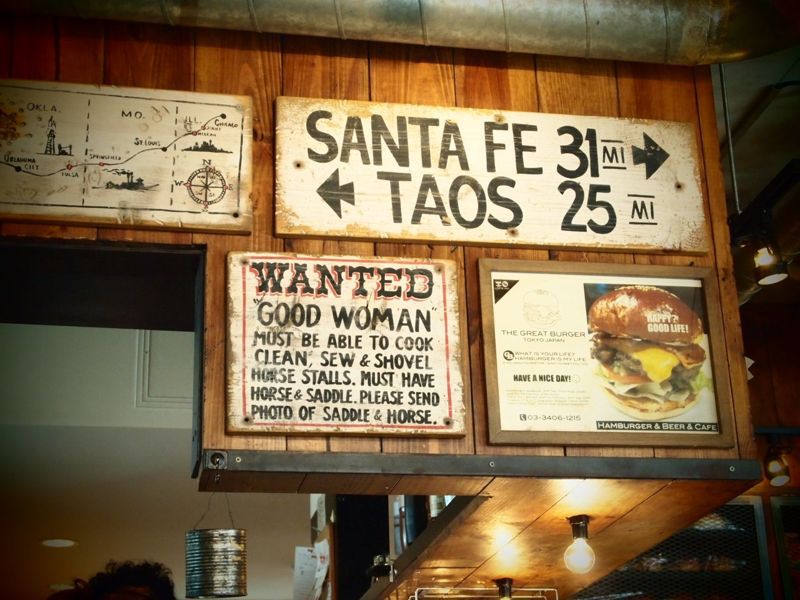 OKLA.
MO.
CHICAGO
ST. LOUIS
SPRINGFIELD
OKLAHOMA
CITY
TULSA
N
W
SANTA FE 31 MI
TAOS 25 MI
WANTED
"GOOD WOMAN"
MUST BE ABLE TO COOK
CLEAN, SEW & SHOVEL
HORSE STALLS. MUST HAVE
HORSE & SADDLE. PLEASE SEND
PHOTO OF SADDLE & HORSE.
THE GREAT BURGER
TOKYO JAPAN
WHAT IS YOUR LIFE?
HAMBURGER IS MY LIFE
HAVE A NICE DAY!
03-3406-1215
HAPPY?
GOOD LIFE!
HAMBURGER & BEER & CAFE